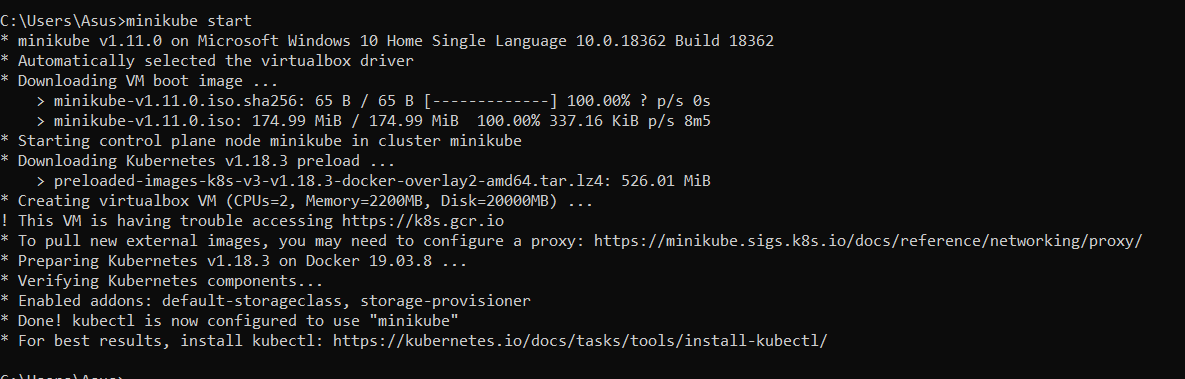 C:\Users\Asus>minikube start
* minikube v1.11.0 on Microsoft Windows 10 Home Single Language 10.0.18362 Build 18362
* Automatically selected the virtualbox driver
* Downloading VM boot image ...
    > minikube-v1.11.0.iso.sha256: 65 B / 65 B [-------------] 100.00% ? p/s 0s
    > minikube-v1.11.0.iso: 174.99 MiB / 174.99 MiB  100.00% 337.16 KiB p/s 8m5
* Starting control plane node minikube in cluster minikube
* Downloading Kubernetes v1.18.3 preload ...
    > preloaded-images-k8s-v3-v1.18.3-docker-overlay2-amd64.tar.lz4: 526.01 MiB
* Creating virtualbox VM (CPUs=2, Memory=2200MB, Disk=20000MB) ...
! This VM is having trouble accessing https://k8s.gcr.io
* To pull new external images, you may need to configure a proxy: https://minikube.sigs.k8s.io/docs/reference/networking/proxy/
* Preparing Kubernetes v1.18.3 on Docker 19.03.8 ...
* Verifying Kubernetes components...
* Enabled addons: default-storageclass, storage-provisioner
* Done! kubectl is now configured to use "minikube"
* For best results, install kubectl: https://kubernetes.io/docs/tasks/tools/install-kubectl/
C:\Users\Asus>